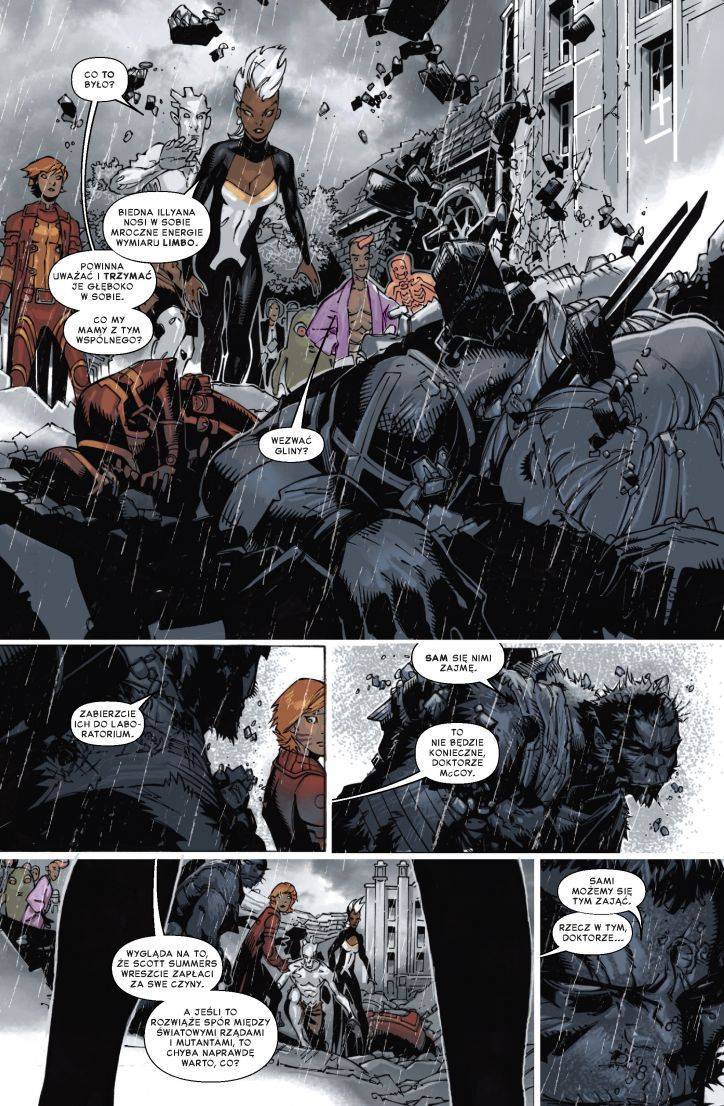 CO TO
BYŁO?
BIEDNA ILLYANA
NOSI W SOBIE
MROCZNE ENERGIE
WYMIARU LIMBO.
POWINNA
UWAŻAĆ I TRZYMAĆ
JE GŁĘBOKO
W SOBIE.
CO MY
MAMY Z TYM
WSPÓLNEGO?
WEZWAĆ
GLINY?
ZABIERZCIE
ICH DO LABO-
RATORIUM.
SAM SIĘ NIMI
ZAJMĘ.
TO
NIE BĘDZIE
KONIECZNE,
DOKTORZE
McCOY.
WYGLĄDA NA TO,
ŻE SCOTT SUMMERS
WRESZCIE ZAPŁACI
ZA SWE CZYNY.
A JEŚLI TO
ROZWIĄŻE SPÓR MIĘDZY
ŚWIATOWYMI RZĄDAMI
I MUTANTAMI, TO
CHYBA NAPRAWDĘ
WARTO, CO?
SAMI
MOŻEMY SIĘ
TYM ZAJĄĆ.
RZECZ W TYM,
DOKTORZE...